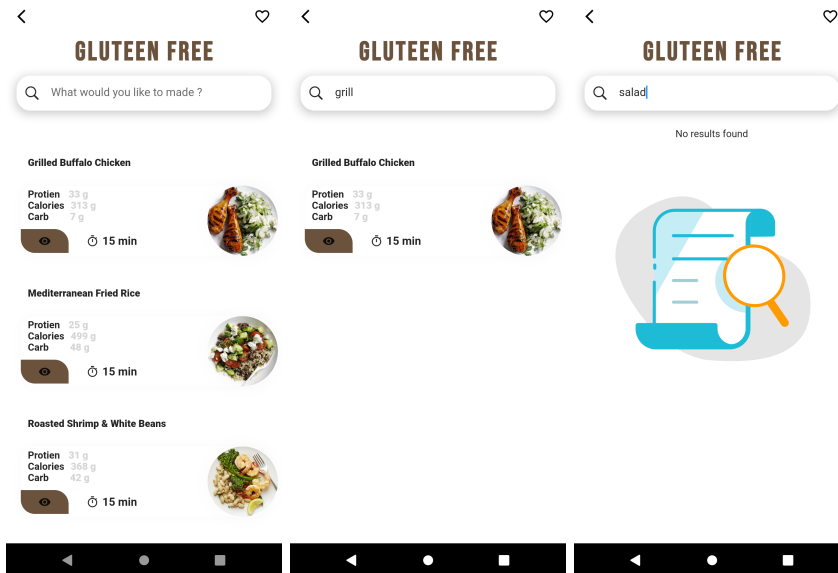 GLUTEEN FREE
What would you like to made ?
Grilled Buffalo Chicken
Protien 33 g
Calories 313 g
Carb 7 g
15 min
Mediterranean Fried Rice
Protien 25 g
Calories 499 g
Carb 48 g
15 min
Roasted Shrimp & White Beans
Protien 31 g
Calories 368 g
Carb 42 g
15 min
GLUTEEN FREE
grill
Grilled Buffalo Chicken
Protien 33 g
Calories 313 g
Carb 7 g
15 min
GLUTEEN FREE
salad
No results found